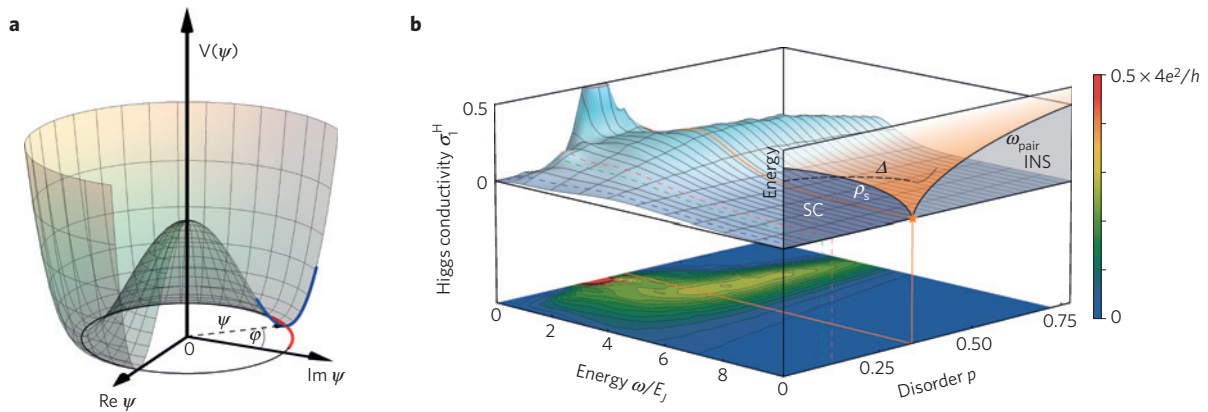 a
V(ψ)
ψ
φ
0
Im ψ
Re ψ
b
Higgs conductivity σ₁ᴴ
0.5
0
Energy
Δ
ρₛ
SC
ω_pair
INS
0
2
4
6
8
Energy ω/E_J
0
0.25
0.50
0.75
Disorder p
0.5 × 4e²/h
0